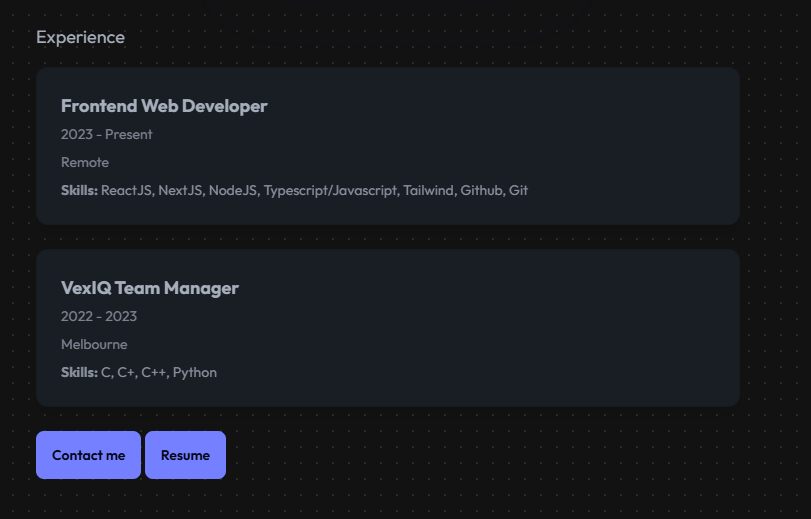 Experience
Frontend Web Developer
2023 - Present
Remote
Skills: ReactJS, NextJS, NodeJS, Typescript/Javascript, Tailwind, Github, Git
VexIQ Team Manager
2022 - 2023
Melbourne
Skills: C, C+, C++, Python
Contact me
Resume